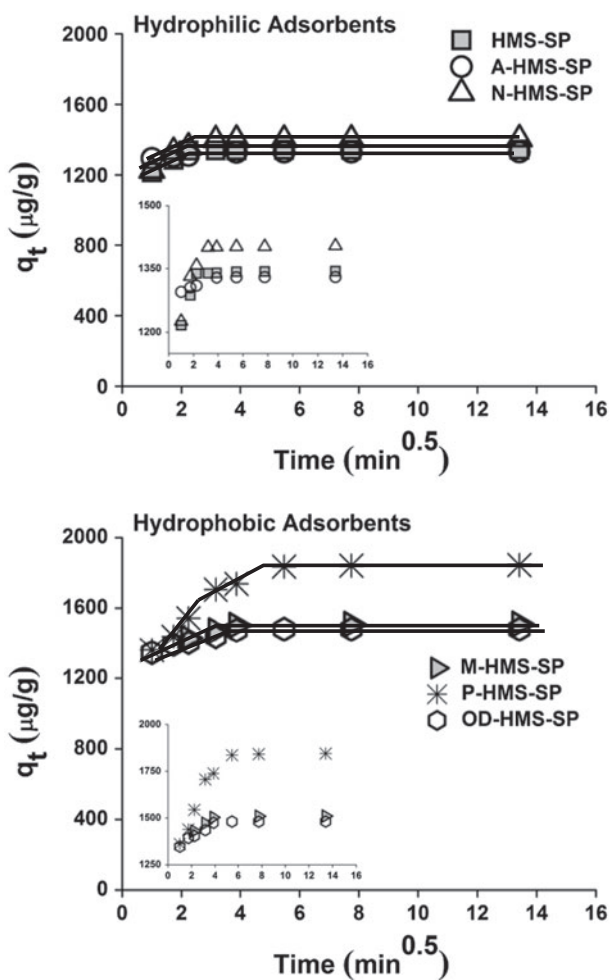 Hydrophilic Adsorbents
HMS-SP
A-HMS-SP
N-HMS-SP
2000
1600
1200
800
400
0
qt (µg/g)
1500
1350
1200
0 2 4 6 8 10 12 14 16
0 2 4 6 8 10 12 14 16
Time (min0.5)
Hydrophobic Adsorbents
M-HMS-SP
P-HMS-SP
OD-HMS-SP
2000
1600
1200
800
400
0
qt (µg/g)
2000
1750
1500
1250
0 2 4 6 8 10 12 14 16
0 2 4 6 8 10 12 14 16
Time (min0.5)